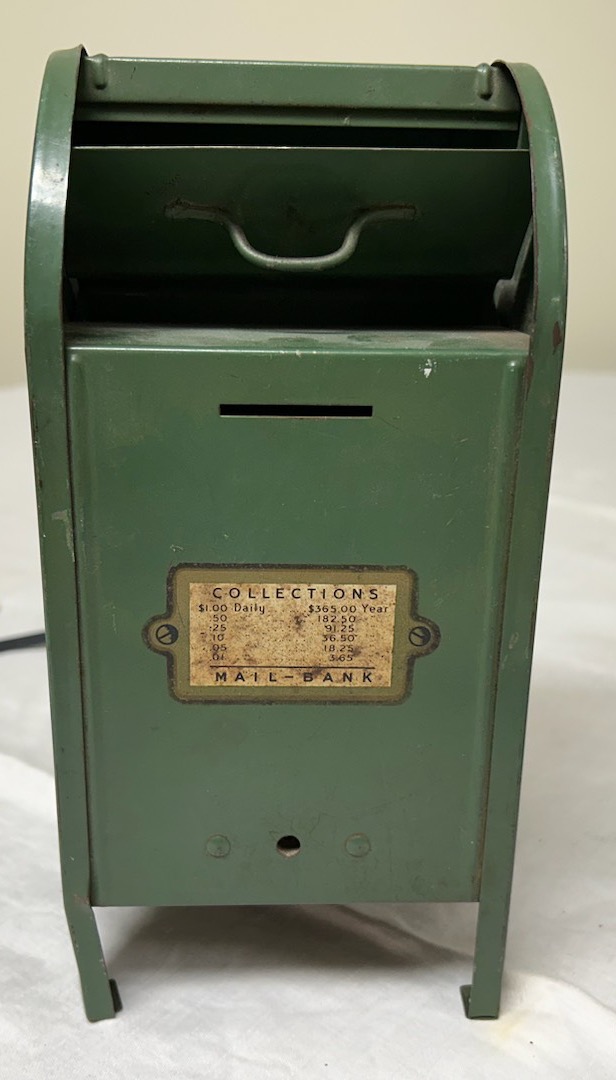 COLLECTIONS
$1.00 Daily $365.00 Year
.50 182.50
.25 91.25
.10 36.50
.05 18.25
.01 3.65
MAIL-BANK